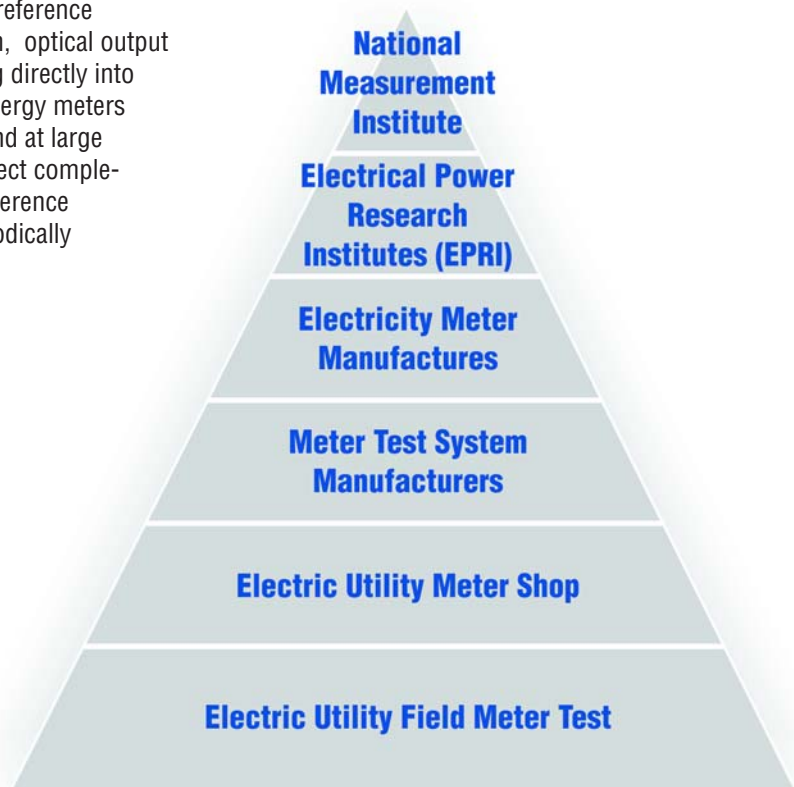 reference
, optical output
directly into
ergy meters
nd at large
ect comple-
erence
odically
National
Measurement
Institute
Electrical Power
Research
Institutes (EPRI)
Electricity Meter
Manufactures
Meter Test System
Manufacturers
Electric Utility Meter Shop
Electric Utility Field Meter Test